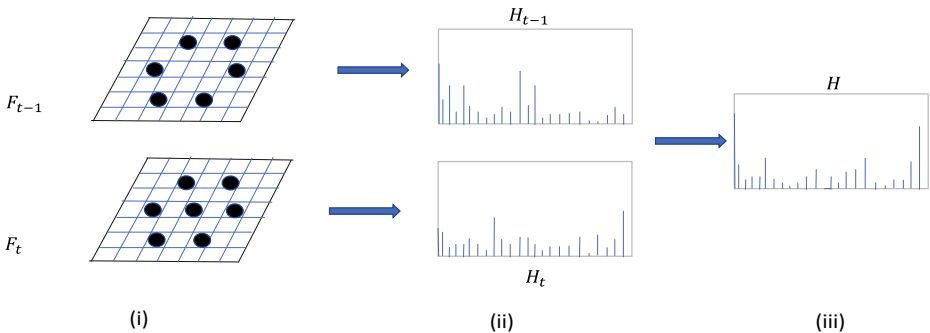 H_{t-1}
F_{t-1}
H
F_t
H_t
(i)
(ii)
(iii)